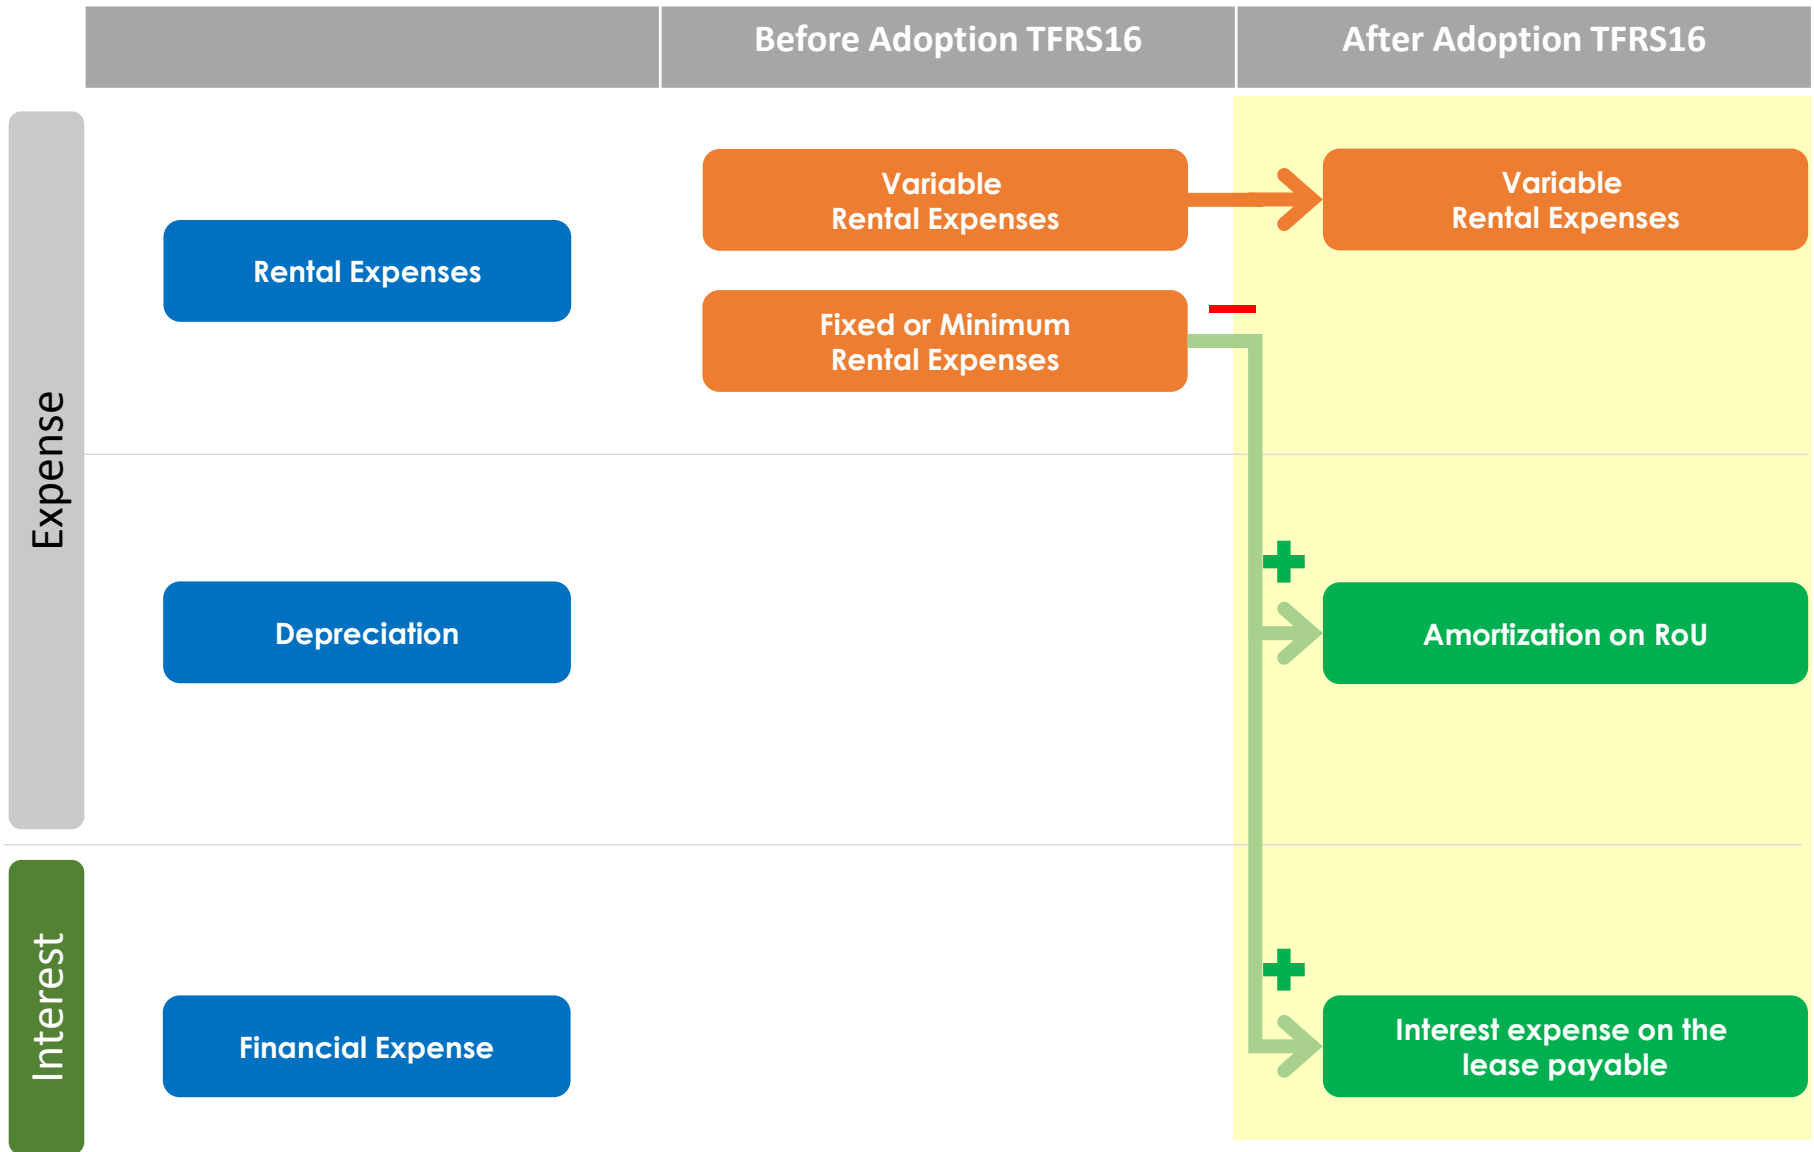 Before Adoption TFRS16
After Adoption TFRS16
Expense
Rental Expenses
Variable
Rental Expenses
Variable
Rental Expenses
Fixed or Minimum
Rental Expenses
Depreciation
Amortization on RoU
Interest
Financial Expense
Interest expense on the
lease payable